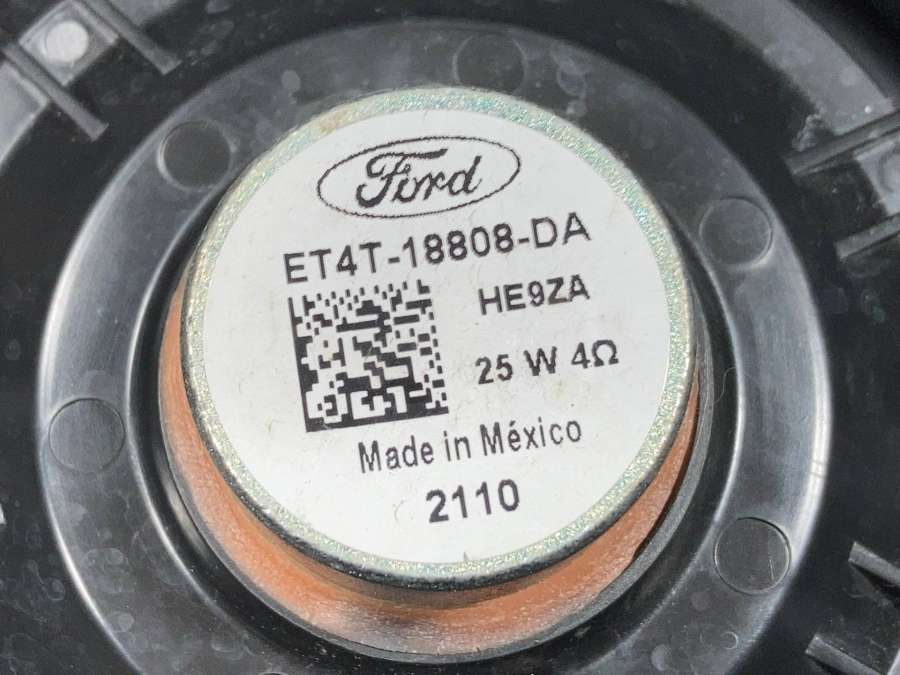 Ford
ET4T-18808-DA
HE9ZA
25 W 4Ω
Made in México
2110